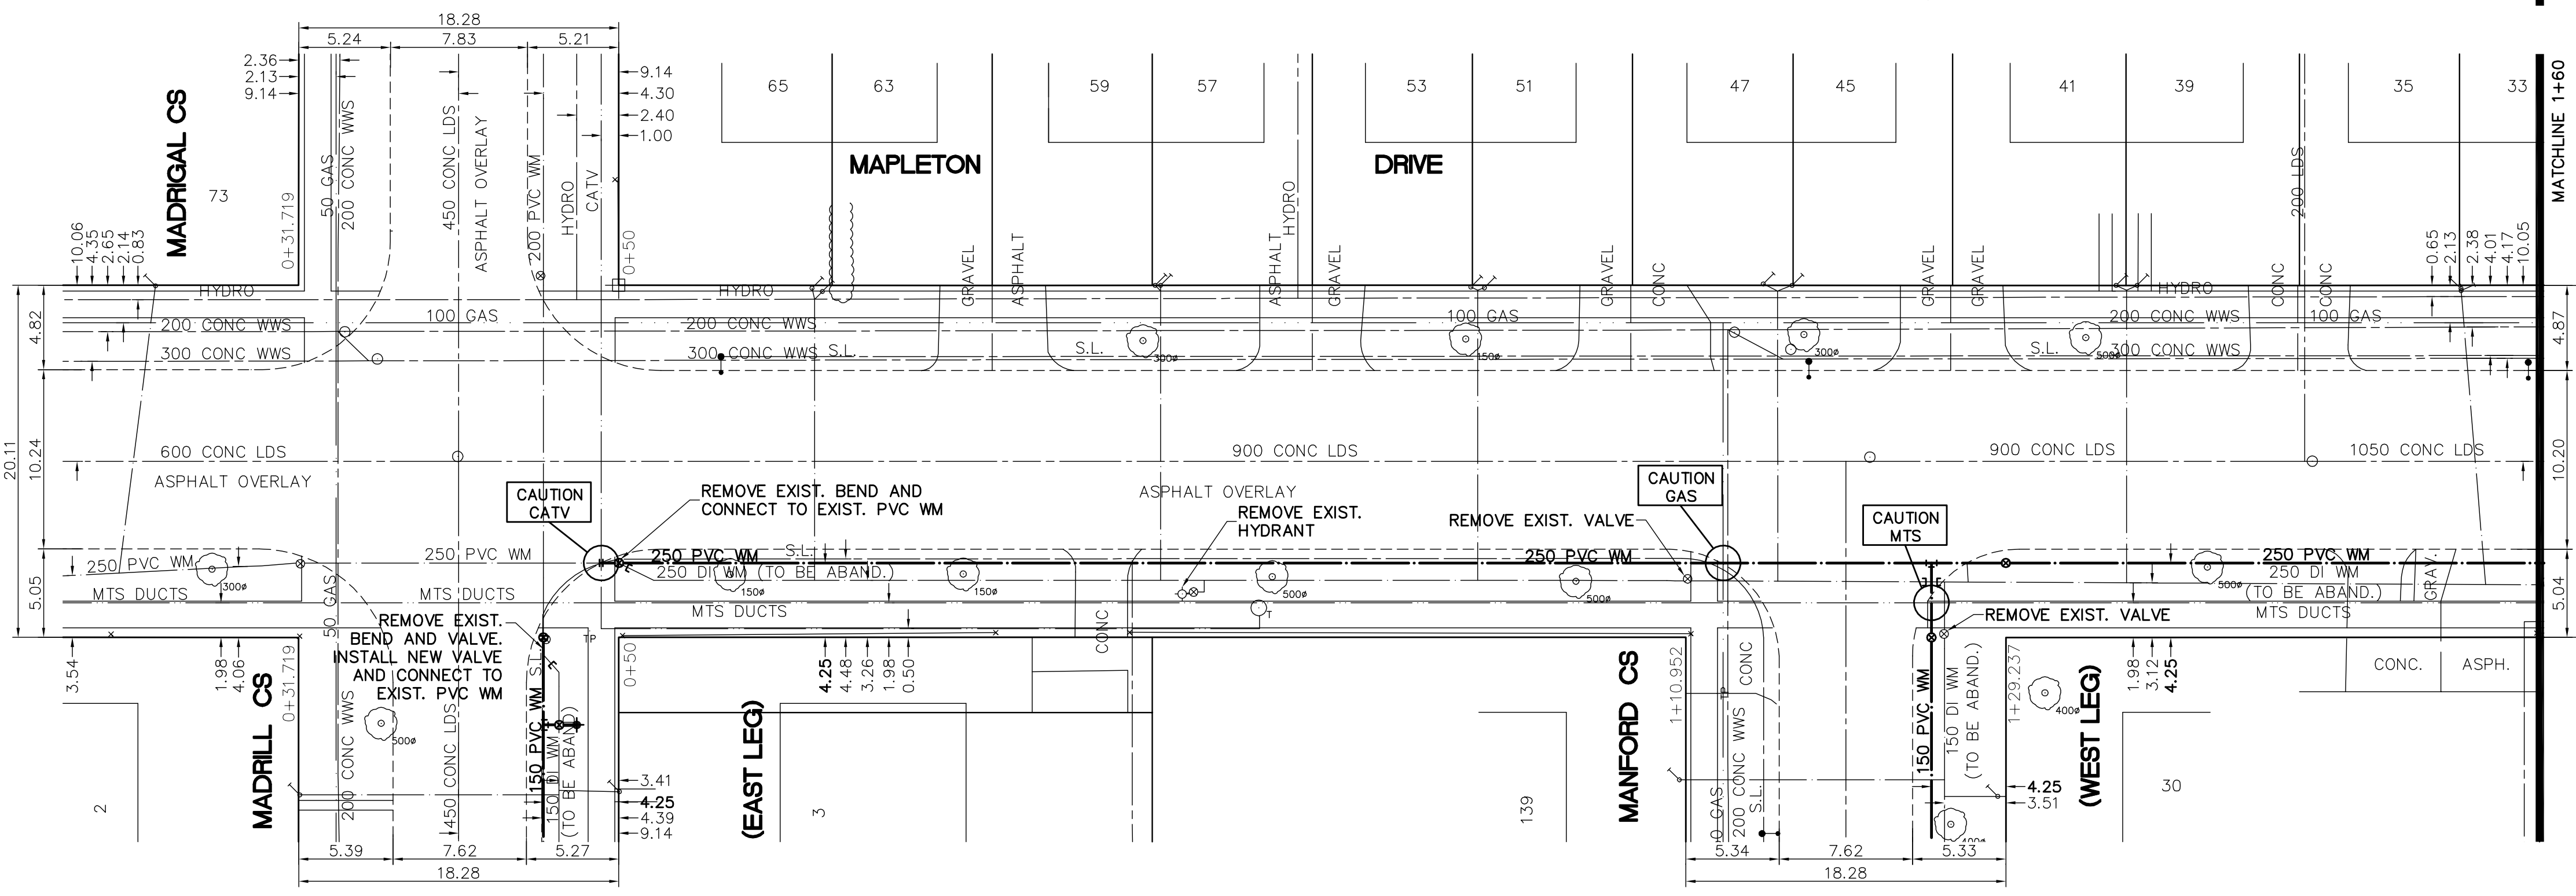 18.28
5.24
7.83
5.21
2.36
2.13
9.14
9.14
4.30
2.40
1.00
MADRIGAL CS
73
0+31.719
50 GAS
200 CONC WWS
450 CONC LDS
ASPHALT OVERLAY
200 PVC WM
HYDRO
CATV
0+50
65
63
59
57
53
51
47
45
41
39
35
33
MAPLETON
DRIVE
MATCHLINE 1+60
10.06
4.35
2.65
2.14
0.83
GRAVEL
ASPHALT
ASPHALT
HYDRO
GRAVEL
GRAVEL
CONC
GRAVEL
GRAVEL
CONC
200 LDS
CONC
0.65
2.13
2.38
4.01
4.17
10.05
HYDRO
HYDRO
HYDRO
200 CONC WWS
100 GAS
200 CONC WWS
100 GAS
200 CONC WWS
100 GAS
300 CONC WWS
300 CONC WWS
S.L.
S.L.
300ø
150ø
300ø
S.L.
500ø
300 CONC WWS
4.82
10.24
20.11
5.05
4.87
10.20
5.04
600 CONC LDS
ASPHALT OVERLAY
900 CONC LDS
ASPHALT OVERLAY
900 CONC LDS
1050 CONC LDS
CAUTION
CATV
REMOVE EXIST. BEND AND
CONNECT TO EXIST. PVC WM
REMOVE EXIST.
HYDRANT
REMOVE EXIST. VALVE
CAUTION
GAS
CAUTION
MTS
250 PVC WM
250 PVC WM
250 PVC WM
S.L.
250 DI WM (TO BE ABAND.)
250 PVC WM
250 PVC WM
250 DI WM
(TO BE ABAND.)
GRAV.
300ø
150ø
150ø
500ø
500ø
500ø
MTS DUCTS
MTS DUCTS
MTS DUCTS
MTS DUCTS
T
TP
50 GAS
REMOVE EXIST.
BEND AND VALVE.
INSTALL NEW VALVE
AND CONNECT TO
EXIST. PVC WM
REMOVE EXIST. VALVE
3.54
1.98
4.06
MADRILL CS
0+31.719
200 CONC WWS
500ø
450 CONC LDS
150 PVC WM
S.L.
150 DI WM
(TO BE ABAND)
0+50
4.25
4.48
3.26
1.98
0.50
CONC
(EAST LEG)
3
2
3.41
4.25
4.39
9.14
139
MANFORD CS
1+10.952
TP
200 CONC WWS
CONC
S.L.
150 PVC WM
150 DI WM
(TO BE ABAND.)
1+29.237
400ø
(WEST LEG)
1.98
3.12
4.25
CONC.
ASPH.
4.25
3.51
30
5.39
7.62
5.27
18.28
5.34
7.62
5.33
18.28